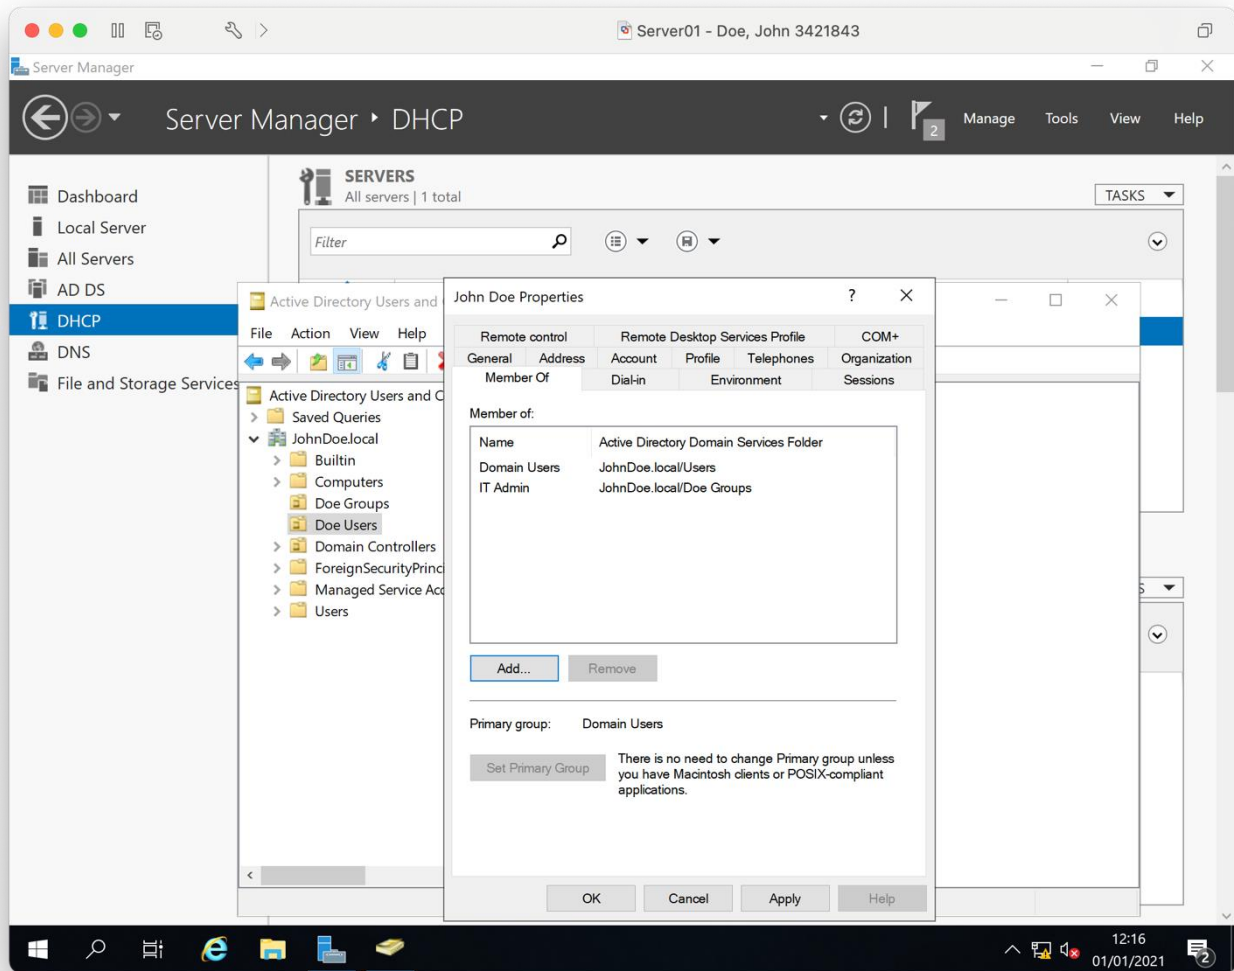 Server01 - Doe, John 3421843
Server Manager
Server Manager ‣ DHCP
2
Manage
Tools
View
Help
Dashboard
Local Server
All Servers
AD DS
DHCP
DNS
File and Storage Services
SERVERS
All servers | 1 total
TASKS
Filter
Active Directory Users and
File Action View Help
Active Directory Users and C
Saved Queries
JohnDoe.local
Builtin
Computers
Doe Groups
Doe Users
Domain Controllers
ForeignSecurityPrinci
Managed Service Acc
Users
John Doe Properties
?
Remote control
Remote Desktop Services Profile
COM+
General
Address
Account
Profile
Telephones
Organization
Member Of
Dial-in
Environment
Sessions
Member of:
Name
Active Directory Domain Services Folder
Domain Users JohnDoe.local/Users
IT Admin JohnDoe.local/Doe Groups
Add...
Remove
Primary group: Domain Users
Set Primary Group
There is no need to change Primary group unless
you have Macintosh clients or POSIX-compliant
applications.
OK
Cancel
Apply
Help
S
12:16
01/01/2021
2